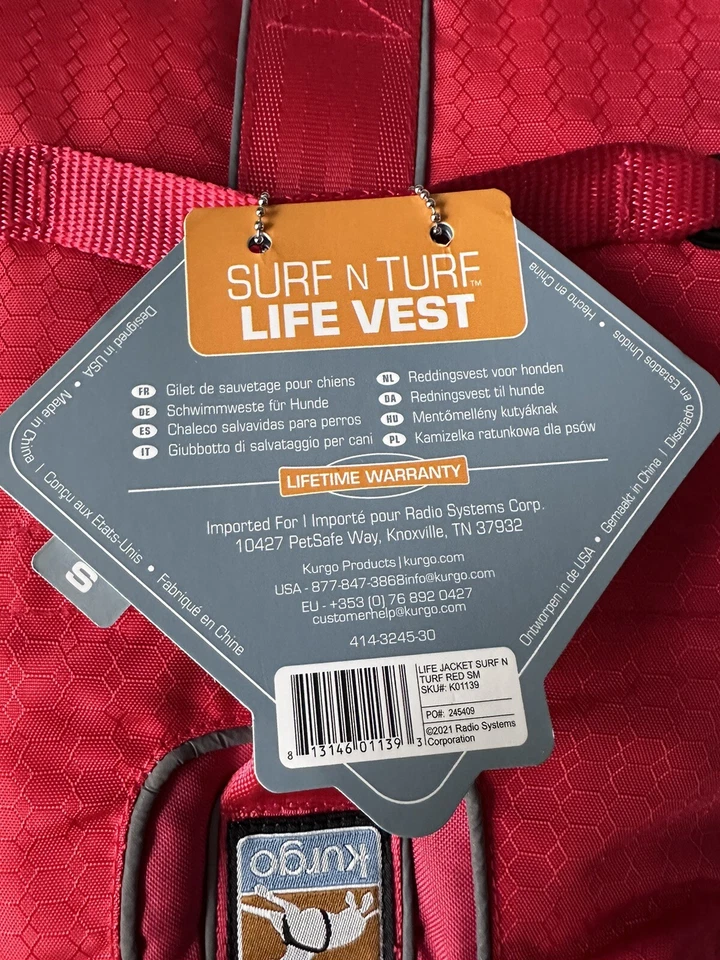 SURF N TURF™
LIFE VEST
FR Gilet de sauvetage pour chiens
DE Schwimmweste für Hunde
ES Chaleco salvavidas para perros
IT Giubbotto di salvataggio per cani
NL Reddingsvest voor honden
DA Redningsvest til hunde
HU Mentőmellény kutyáknak
PL Kamizelka ratunkowa dla psów
LIFETIME WARRANTY
Imported For | Importé pour Radio Systems Corp.
10427 PetSafe Way, Knoxville, TN 37932
Kurgo Products | kurgo.com
USA - 877-847-3868info@kurgo.com
EU - +353 (0) 76 892 0427
customerhelp@kurgo.com
414-3245-30
Designed in USA • Made in China | Conçu aux Etats-Unis • Fabriqué en Chine
Ontworpen in de USA • Gemaakt in China | Diseñado en Estados Unidos • Hecho en China
S
LIFE JACKET SURF N
TURF RED SM
SKU#: K01139
PO#: 245409
©2021 Radio Systems
Corporation
8 13146 01139 3
kurgo